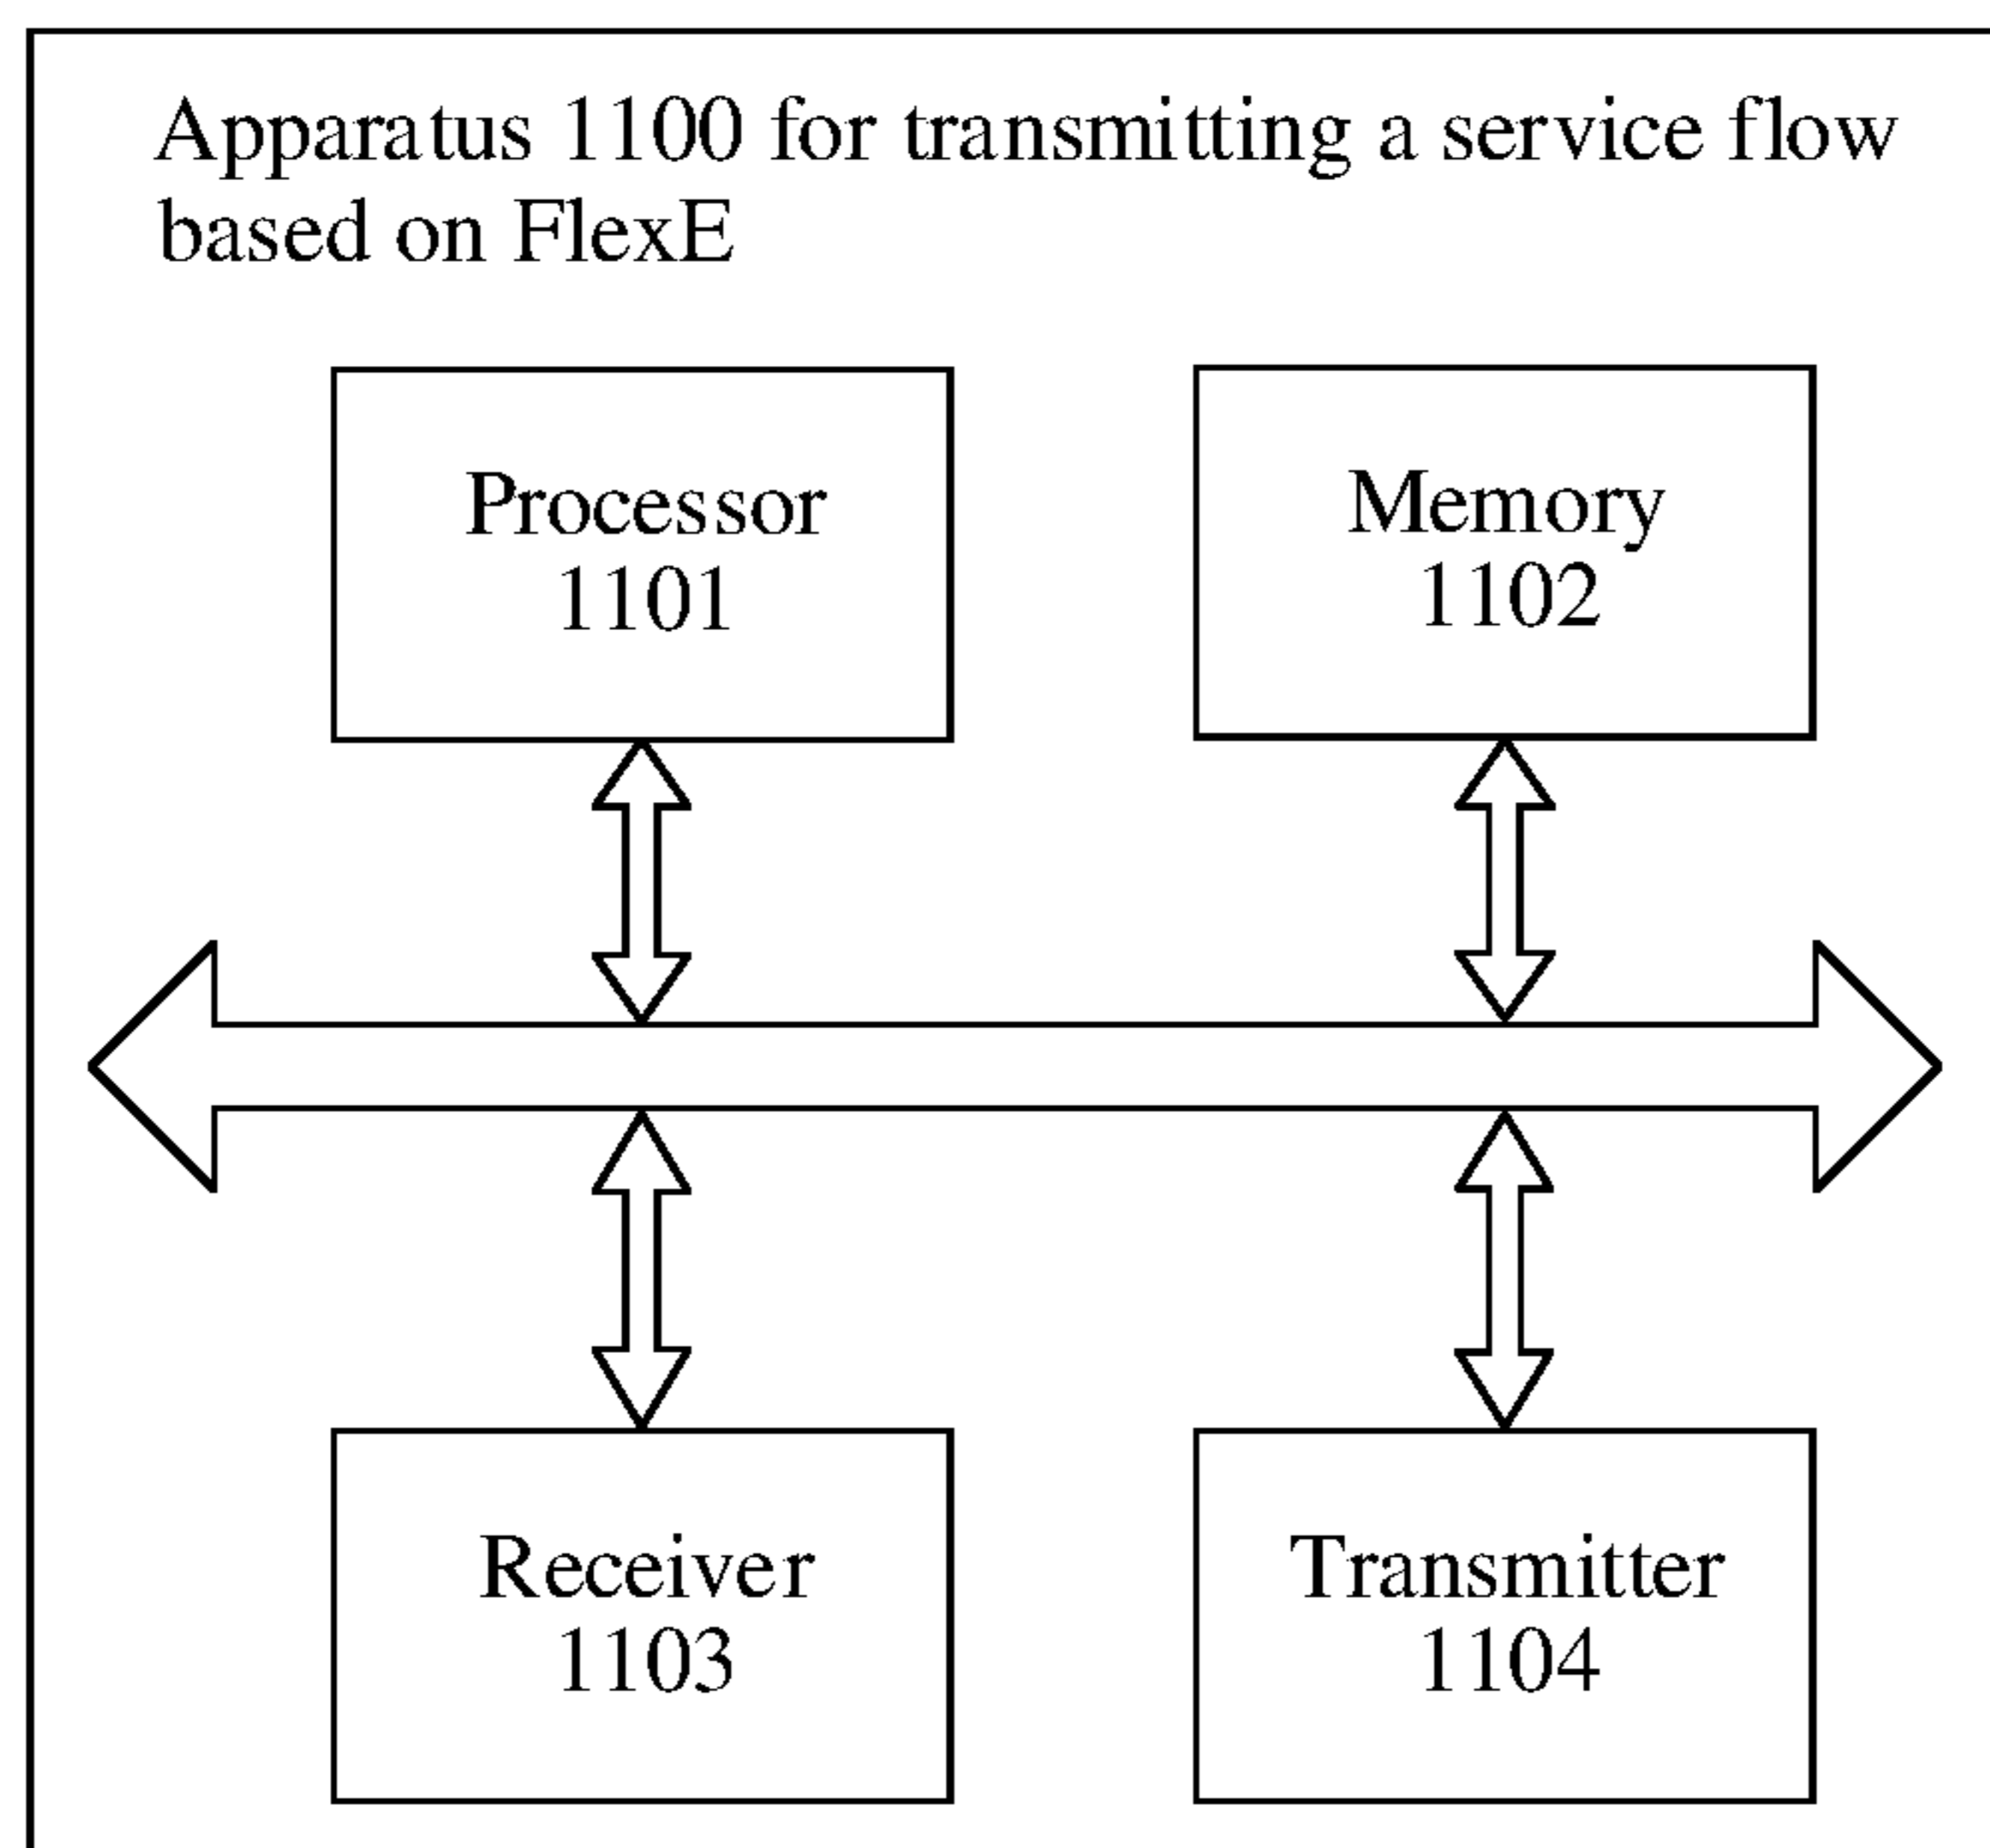 Apparatus 1100 for transmitting a service flow
based on FlexE
Processor
1101
Memory
1102
Receiver
1103
Transmitter
1104